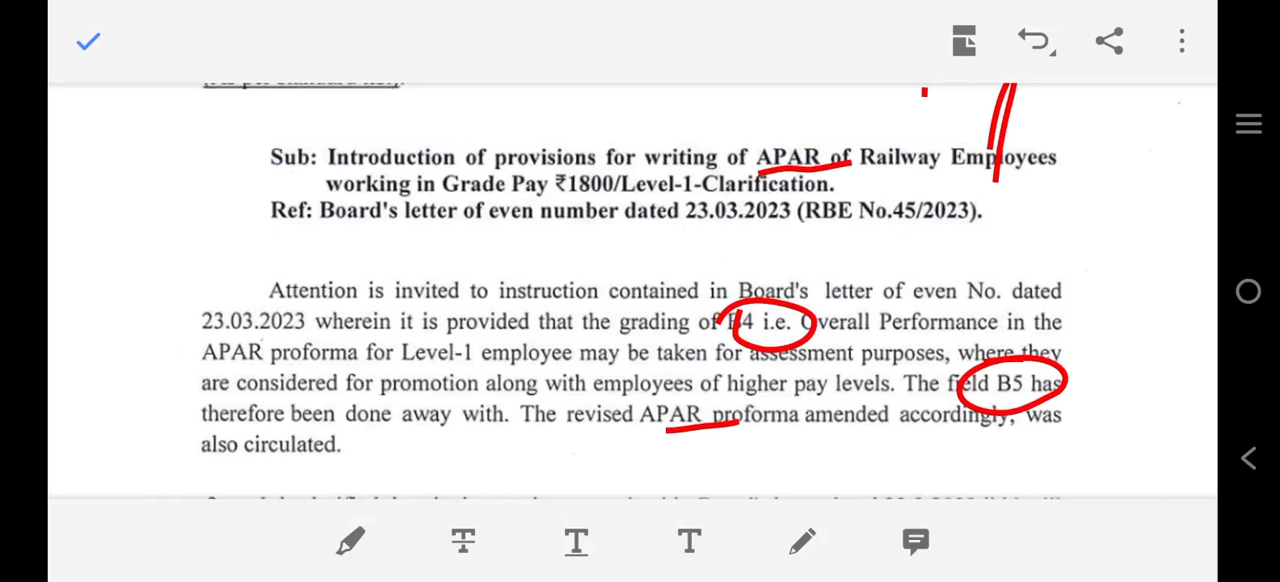 Sub: Introduction of provisions for writing of APAR of Railway Employees
working in Grade Pay ₹1800/Level-1-Clarification.
Ref: Board's letter of even number dated 23.03.2023 (RBE No.45/2023).
Attention is invited to instruction contained in Board's letter of even No. dated
23.03.2023 wherein it is provided that the grading of B4 i.e. Overall Performance in the
APAR proforma for Level-1 employee may be taken for assessment purposes, where they
are considered for promotion along with employees of higher pay levels. The field B5 has
therefore been done away with. The revised APAR proforma amended accordingly, was
also circulated.
T
T
T